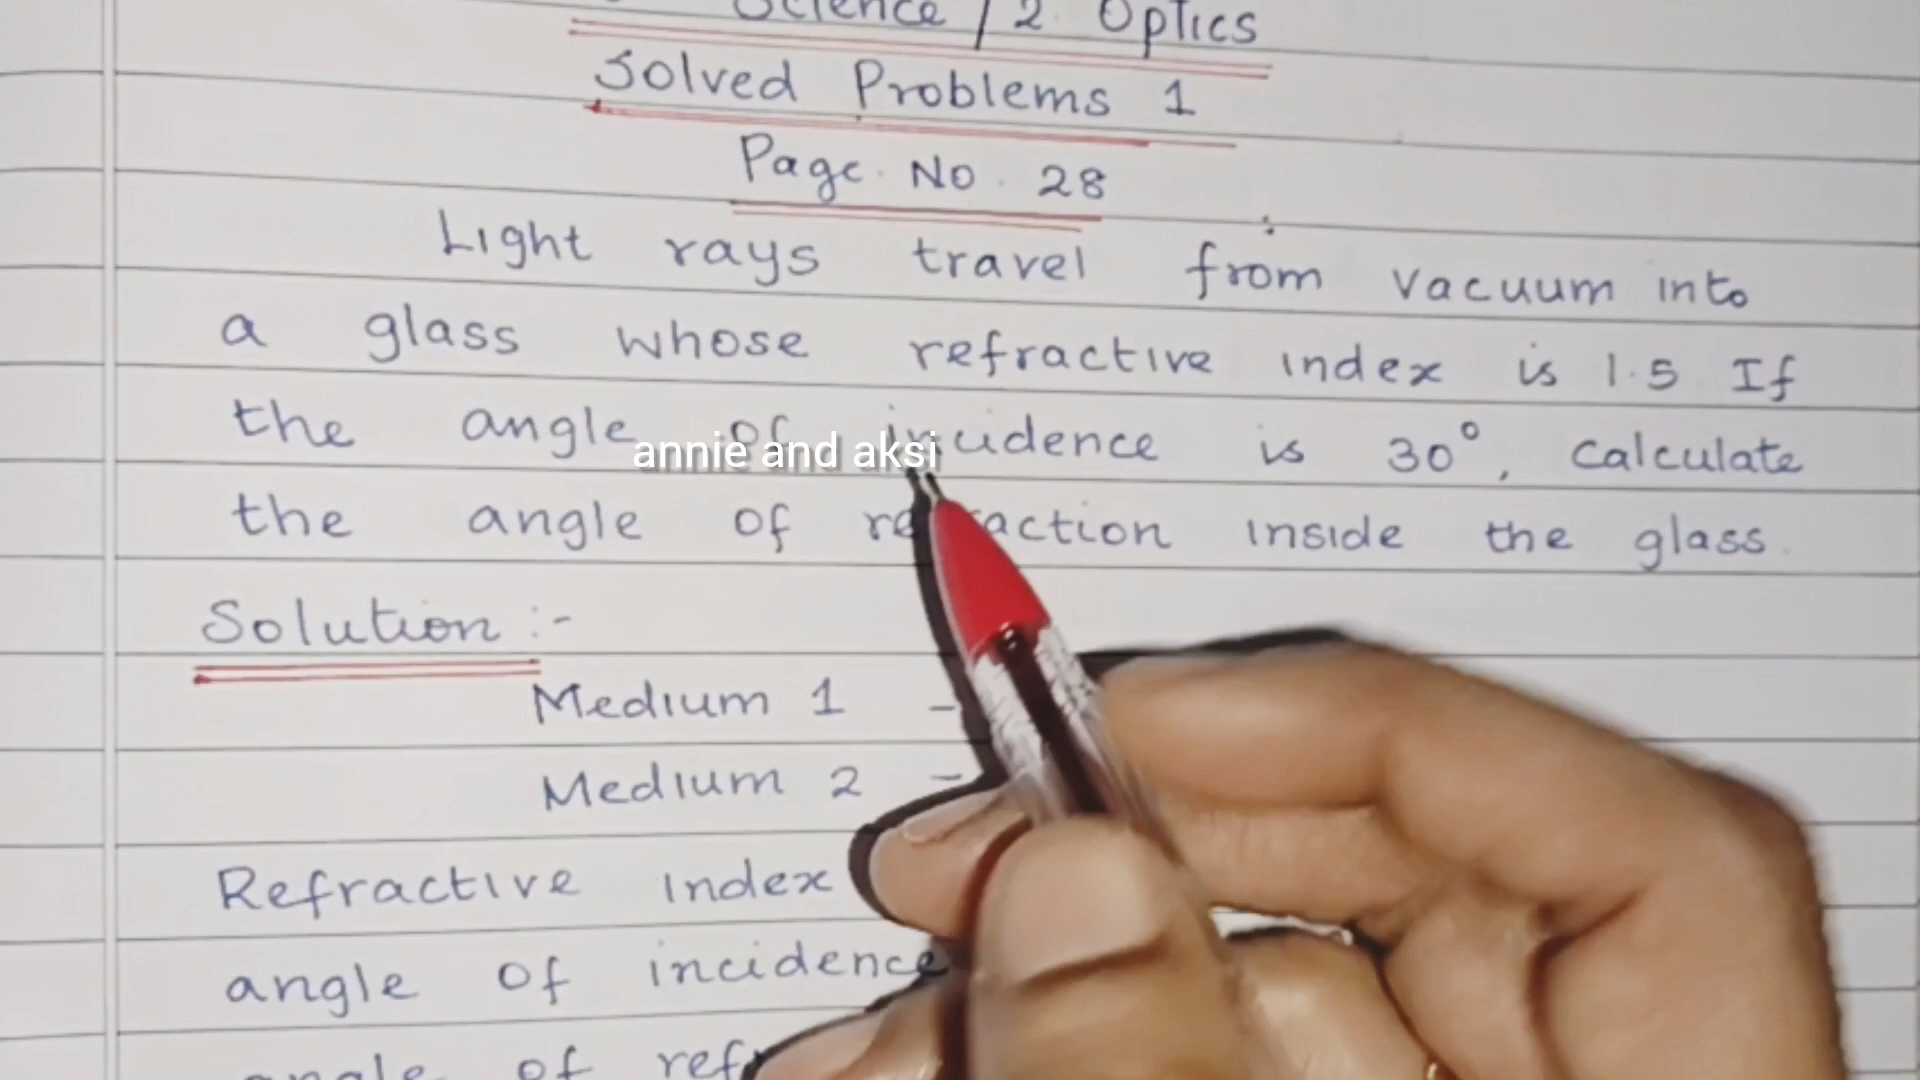 Science / 2. Optics
Solved Problems 1
Page. No. 28
Light rays travel from vacuum into
a glass whose refractive index is 1.5 If
the angle of incidence is 30°, calculate
annie and aksi
the angle of refraction inside the glass.
Solution :-
Medium 1 -
Medium 2 -
Refractive index
angle of incidence
angle of